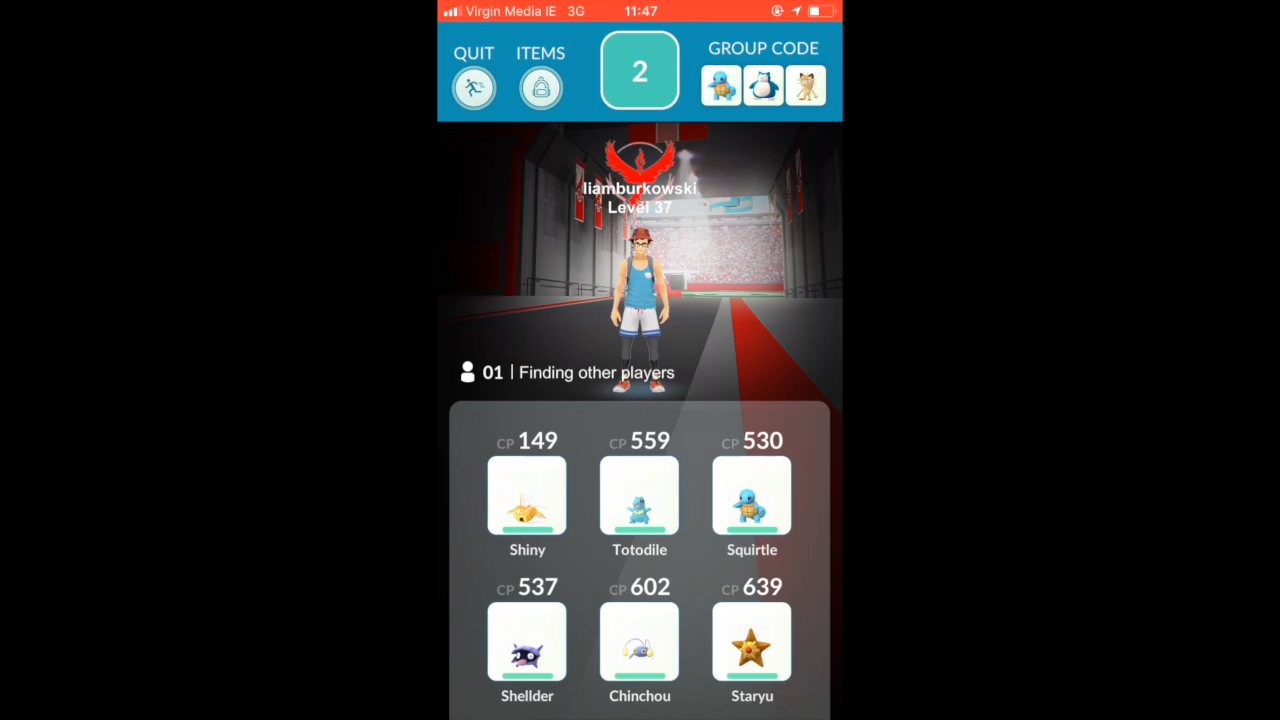 Virgin Media IE 3G 11:47
QUIT ITEMS 2 GROUP CODE
liamburkowski
Level 37
01 | Finding other players
CP 149 CP 559 CP 530
Shiny Totodile Squirtle
CP 537 CP 602 CP 639
Shellder Chinchou Staryu